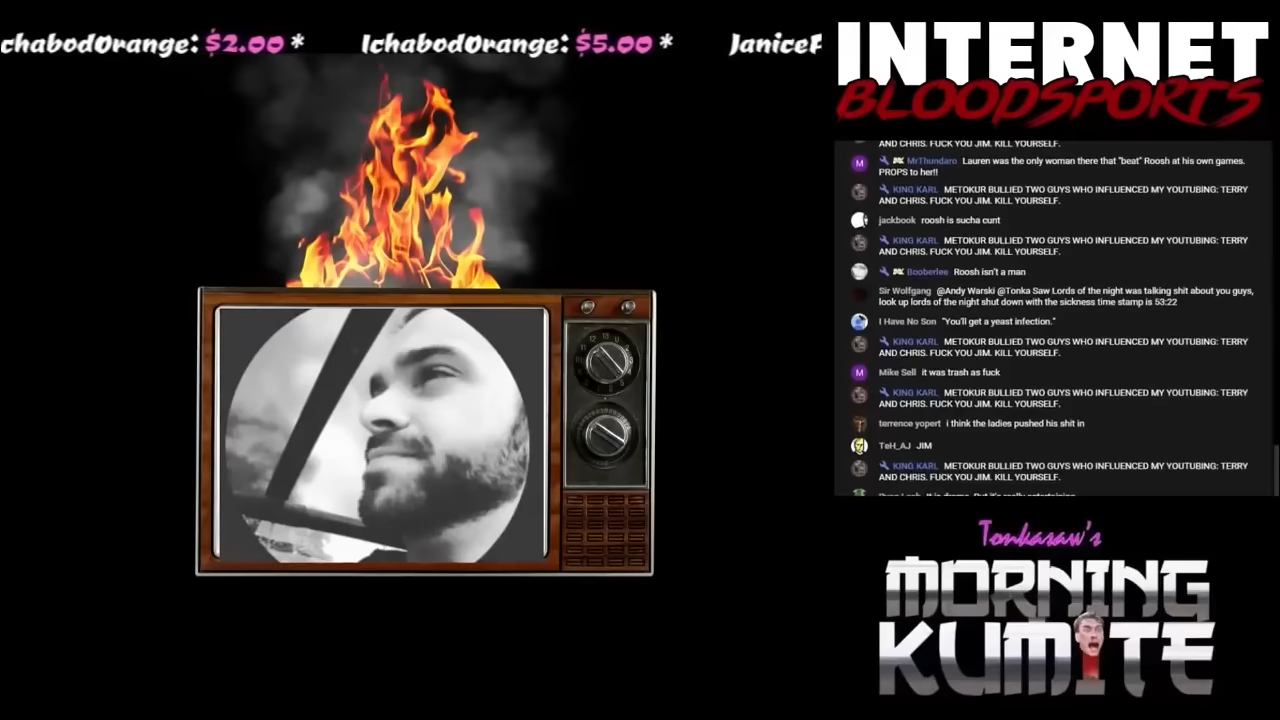 chabodOrange: $2.00 * IchabodOrange: $5.00 * Janice
INTERNET
BLOODSPORTS
AND CHRIS. FUCK YOU JIM. KILL YOURSELF.
M MrThundaro Lauren was the only woman there that "beat" Roosh at his own games.
PROPS to her!!
KING KARL METOKUR BULLIED TWO GUYS WHO INFLUENCED MY YOUTUBING: TERRY
AND CHRIS. FUCK YOU JIM. KILL YOURSELF.
jackbook roosh is sucha cunt
KING KARL METOKUR BULLIED TWO GUYS WHO INFLUENCED MY YOUTUBING: TERRY
AND CHRIS. FUCK YOU JIM. KILL YOURSELF.
Booberlee Roosh isn't a man
Sir Wolfgang @Andy Warski @Tonka Saw Lords of the night was talking shit about you guys,
look up lords of the night shut down with the sickness time stamp is 53:22
I Have No Son "You'll get a yeast infection."
KING KARL METOKUR BULLIED TWO GUYS WHO INFLUENCED MY YOUTUBING: TERRY
AND CHRIS. FUCK YOU JIM. KILL YOURSELF.
M Mike Sell it was trash as fuck
KING KARL METOKUR BULLIED TWO GUYS WHO INFLUENCED MY YOUTUBING: TERRY
AND CHRIS. FUCK YOU JIM. KILL YOURSELF.
terrence yopert i think the ladies pushed his shit in
TeH_AJ JIM
KING KARL METOKUR BULLIED TWO GUYS WHO INFLUENCED MY YOUTUBING: TERRY
AND CHRIS. FUCK YOU JIM. KILL YOURSELF.
Tonkasaw's
MORNING
KUMITE